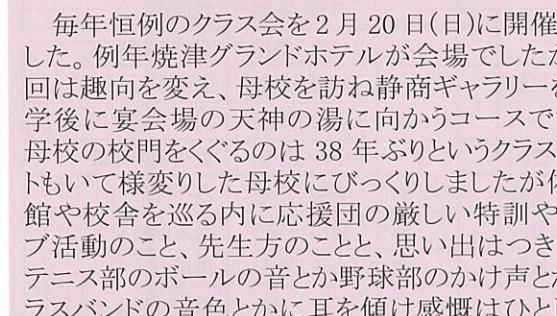 毎年恒例のクラス会を2月20日(日)に開催
した。例年焼津グランドホテルが会場でした
回は趣向を変え、母校を訪ね静商ギャラリー
学後に宴会場の天神の湯に向かうコースで
母校の校門をくぐるのは38年ぶりというクラス
トもいて様変りした母校にびっくりしましたが
館や校舎を巡る内に応援団の厳しい特訓や
ブ活動のこと、先生方のことと、思い出はつき
テニス部のボールの音とか野球部のかけ声と
ラスバンドの音色とかに耳を傾け感慨はひと